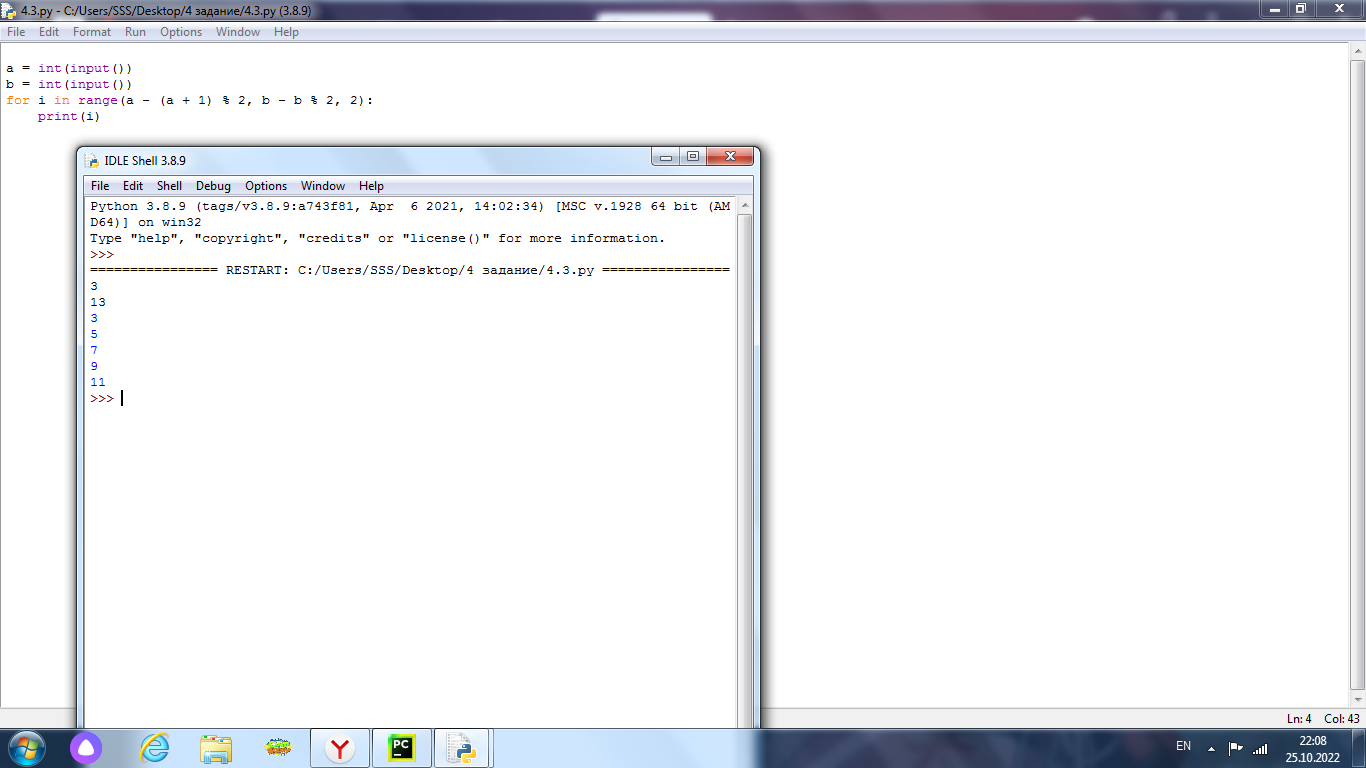 4.3.py - C:/Users/SSS/Desktop/4 задание/4.3.py (3.8.9)
File Edit Format Run Options Window Help
a = int(input())
b = int(input())
for i in range(a - (a + 1) % 2, b - b % 2, 2):
    print(i)
IDLE Shell 3.8.9
File Edit Shell Debug Options Window Help
Python 3.8.9 (tags/v3.8.9:a743f81, Apr  6 2021, 14:02:34) [MSC v.1928 64 bit (AM
D64)] on win32
Type "help", "copyright", "credits" or "license()" for more information.
>>>
================ RESTART: C:/Users/SSS/Desktop/4 задание/4.3.py ================
3
13
3
5
7
9
11
>>>
Ln: 4 Col: 43
Y
PC
EN
22:08
25.10.2022